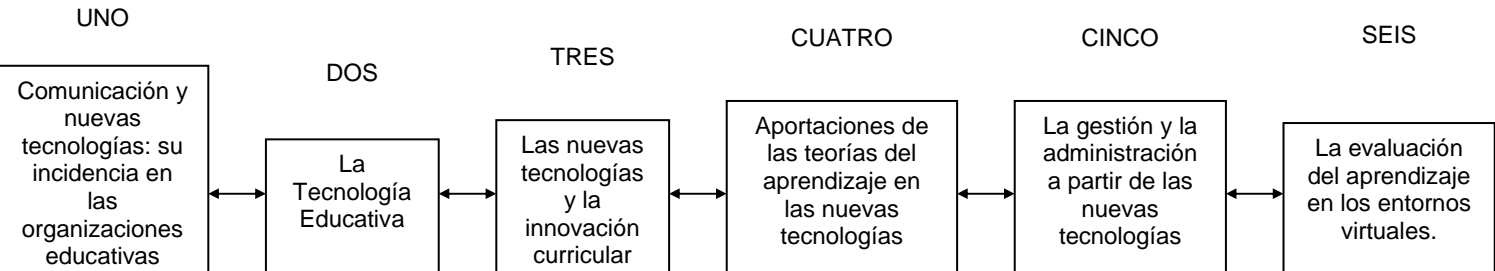 UNO
Comunicación y
nuevas
tecnologías: su
incidencia en
las
organizaciones
educativas
DOS
La
Tecnología
Educativa
TRES
Las nuevas
tecnologías
y la
innovación
curricular
CUATRO
Aportaciones de
las teorías del
aprendizaje en
las nuevas
tecnologías
CINCO
La gestión y la
administración
a partir de las
nuevas
tecnologías
SEIS
La evaluación
del aprendizaje
en los entornos
virtuales.